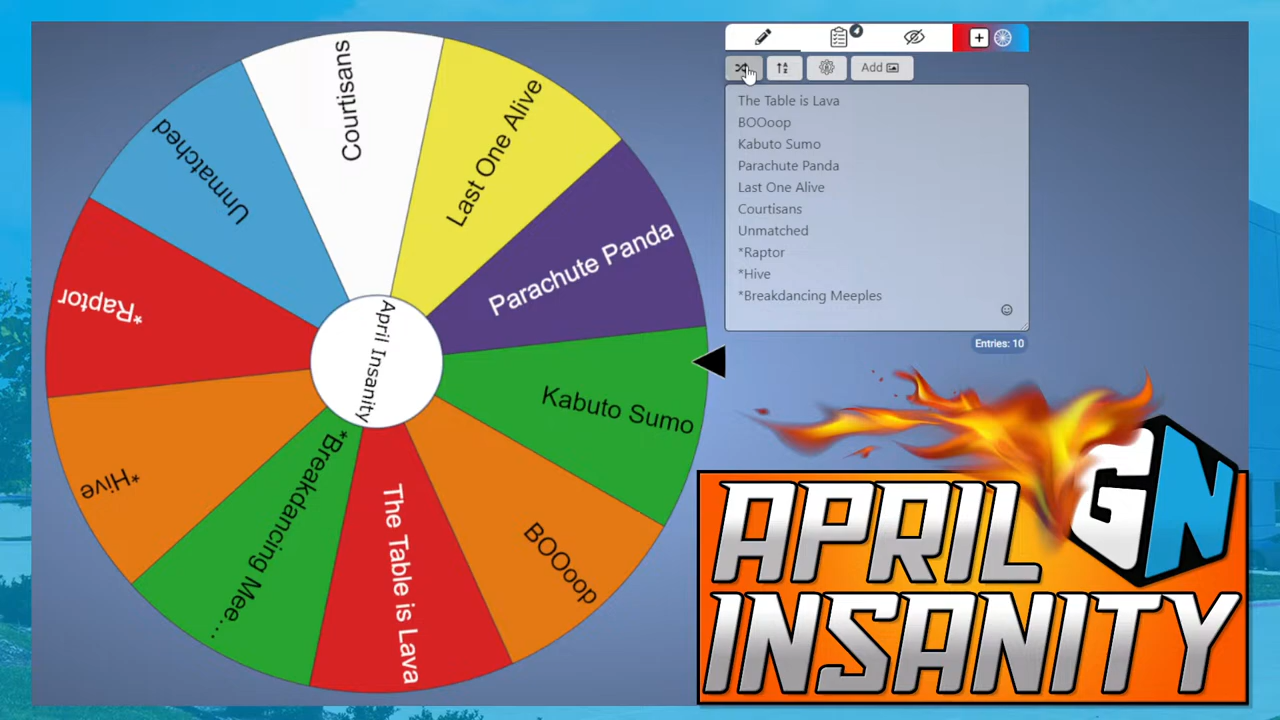 Courtisans
Last One Alive
Parachute Panda
Kabuto Sumo
BOOoop
The Table is Lava
*Breakdancing Mee...
*Hive
*Raptor
Unmatched
April Insanity
4
Add
The Table is Lava
BOOoop
Kabuto Sumo
Parachute Panda
Last One Alive
Courtisans
Unmatched
*Raptor
*Hive
*Breakdancing Meeples
Entries: 10
GN
APRIL
INSANITY